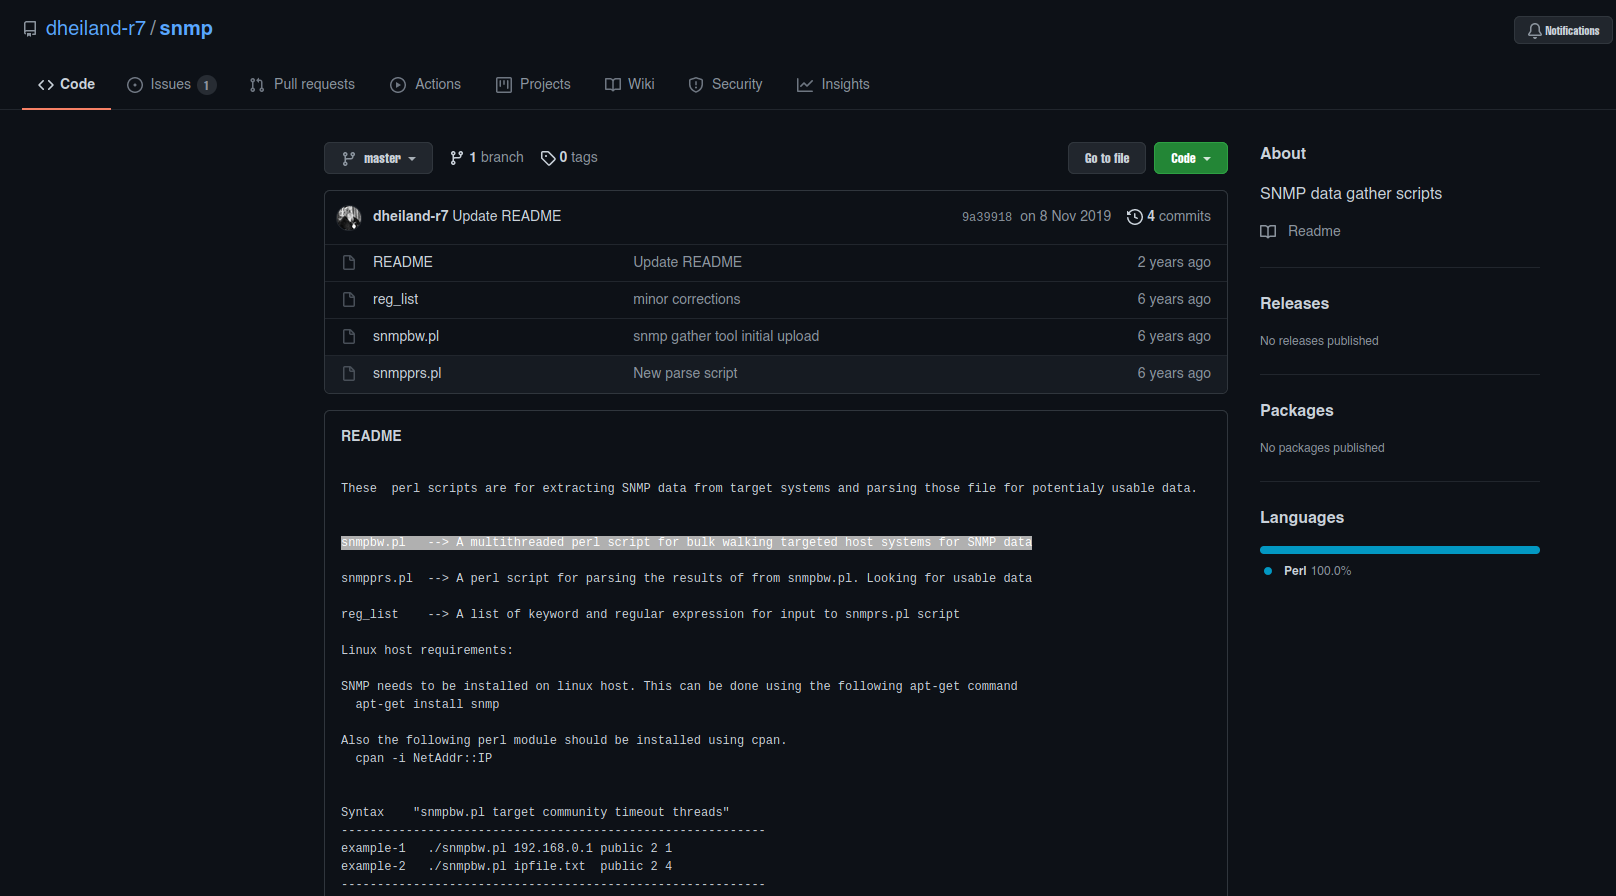 dheiland-r7 / snmp
Notifications
Code
Issues 1
Pull requests
Actions
Projects
Wiki
Security
Insights
master
1 branch
0 tags
Go to file
Code
dheiland-r7 Update README
9a39918 on 8 Nov 2019
4 commits
README Update README 2 years ago
reg_list minor corrections 6 years ago
snmpbw.pl snmp gather tool initial upload 6 years ago
snmpprs.pl New parse script 6 years ago
README
These  perl scripts are for extracting SNMP data from target systems and parsing those file for potentialy usable data.
snmpbw.pl   --> A multithreaded perl script for bulk walking targeted host systems for SNMP data
snmpprs.pl  --> A perl script for parsing the results of from snmpbw.pl. Looking for usable data
reg_list    --> A list of keyword and regular expression for input to snmprs.pl script
Linux host requirements:
SNMP needs to be installed on linux host. This can be done using the following apt-get command
  apt-get install snmp
Also the following perl module should be installed using cpan.
  cpan -i NetAddr::IP
Syntax    "snmpbw.pl target community timeout threads"
-----------------------------------------------------------
example-1   ./snmpbw.pl 192.168.0.1 public 2 1
example-2   ./snmpbw.pl ipfile.txt  public 2 4
-----------------------------------------------------------
About
SNMP data gather scripts
Readme
Releases
No releases published
Packages
No packages published
Languages
Perl 100.0%